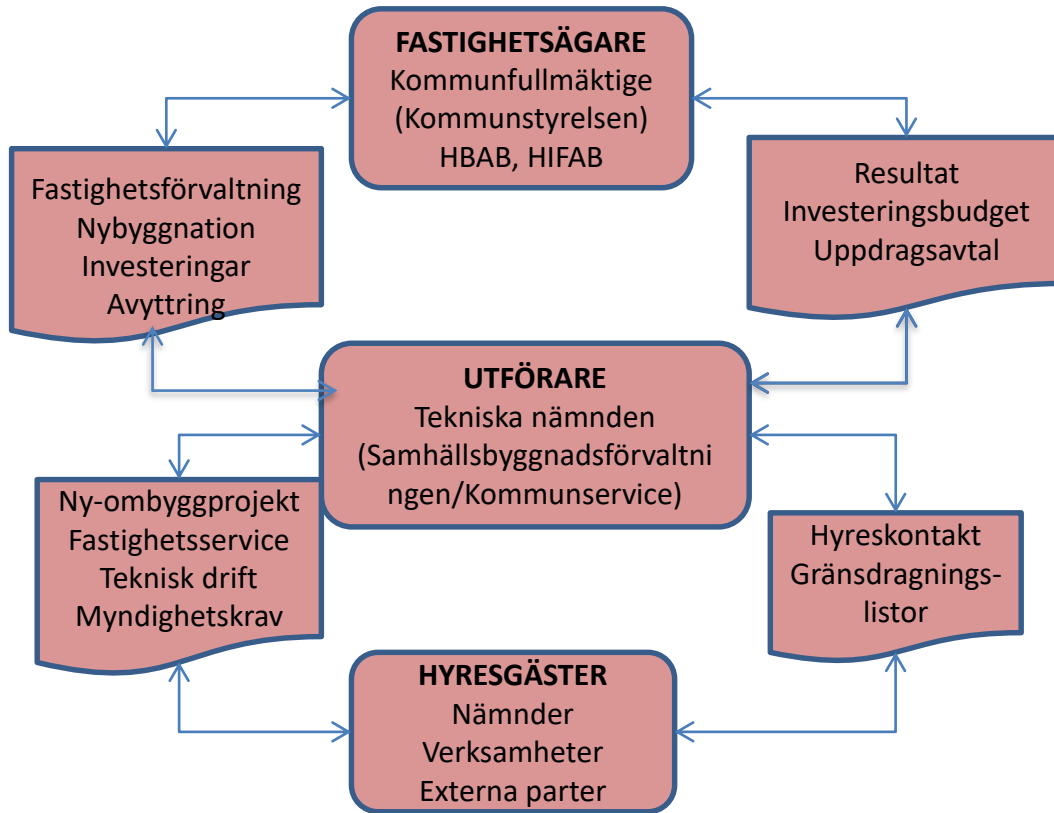 FASTIGHETSÄGARE
Kommunfullmäktige
(Kommunstyrelsen)
HBAB, HIFAB
Fastighetsförvaltning
Nybyggnation
Investeringar
Avyttring
Resultat
Investeringsbudget
Uppdragsavtal
UTFÖRARE
Tekniska nämnden
(Samhällsbyggnadsförvaltni
ngen/Kommunservice)
Ny-ombyggprojekt
Fastighetsservice
Teknisk drift
Myndighetskrav
Hyreskontakt
Gränsdragnings-
listor
HYRESGÄSTER
Nämnder
Verksamheter
Externa parter